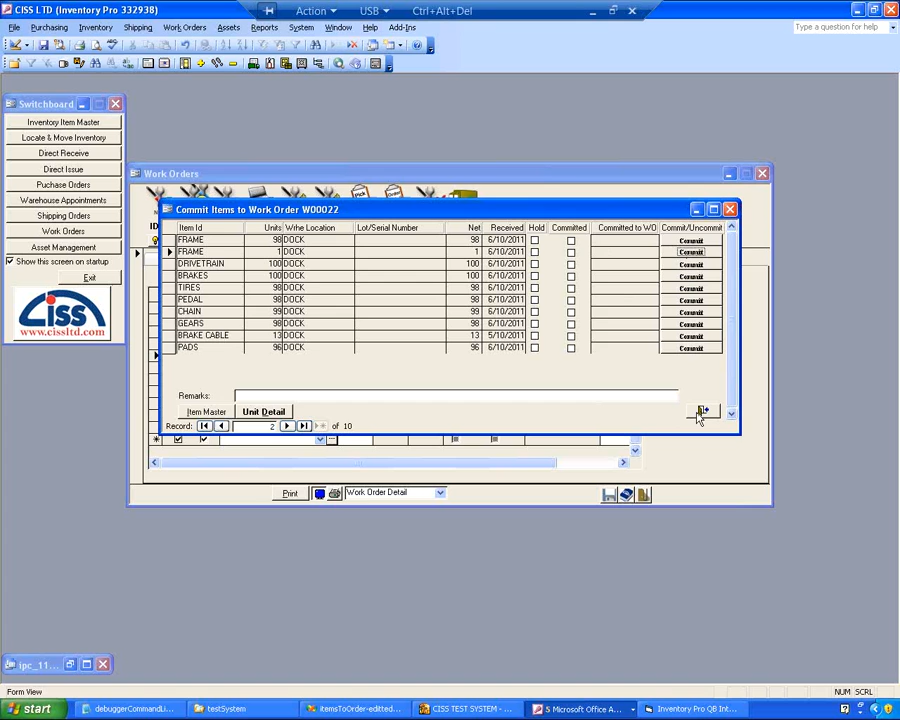 CISS LTD (Inventory Pro 332938)
Action
USB
Ctrl+Alt+Del
File
Purchasing
Inventory
Shipping
Work Orders
Assets
Reports
System
Window
Help
Add-Ins
Type a question for help
Switchboard
Inventory Item Master
Locate & Move Inventory
Direct Receive
Direct Issue
Puchase Orders
Warehouse Appointments
Shipping Orders
Work Orders
Asset Management
Show this screen on startup
Exit
CISS
www.cissltd.com
Work Orders
ID
Commit Items to Work Order W00022
Item Id Units W/rhe Location Lot/Serial Number Net Received Hold Committed Committed to WO Commit/Uncommit
FRAME 98 DOCK 98 6/10/2011 Commit
FRAME 1 DOCK 1 6/10/2011 Commit
DRIVETRAIN 100 DOCK 100 6/10/2011 Commit
BRAKES 100 DOCK 100 6/10/2011 Commit
TIRES 98 DOCK 98 6/10/2011 Commit
PEDAL 98 DOCK 98 6/10/2011 Commit
CHAIN 99 DOCK 99 6/10/2011 Commit
GEARS 98 DOCK 98 6/10/2011 Commit
BRAKE CABLE 13 DOCK 13 5/10/2011 Commit
PADS 96 DOCK 96 6/10/2011 Commit
Remarks:
Item Master
Unit Detail
Record: 2 of 10
Print
Work Order Detail
ipc_11...
Form View
NUM SCRL
start
debuggerCommandLi...
testSystem
itemsToOrder-editted...
CISS TEST SYSTEM - ...
5 Microsoft Office A...
Inventory Pro QB Int...